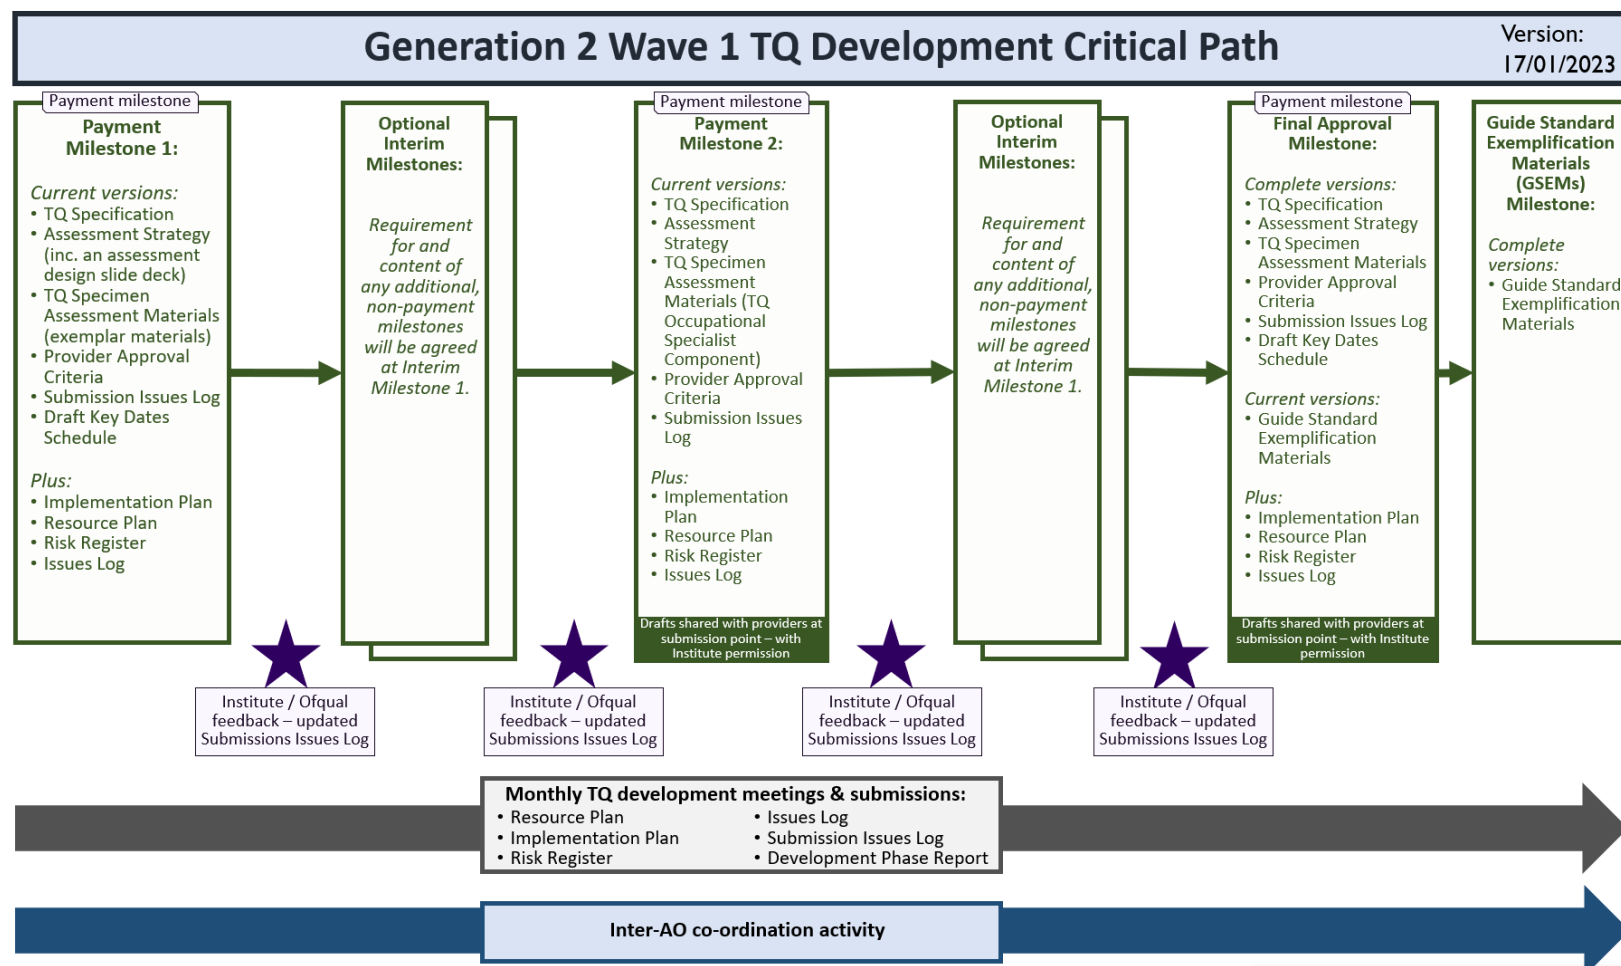 Generation 2 Wave 1 TQ Development Critical Path
Version:
17/01/2023
Payment milestone
Payment
Milestone 1:
Current versions:
• TQ Specification
• Assessment Strategy
(inc. an assessment
design slide deck)
• TQ Specimen
Assessment Materials
(exemplar materials)
• Provider Approval
Criteria
• Submission Issues Log
• Draft Key Dates
Schedule
Plus:
• Implementation Plan
• Resource Plan
• Risk Register
• Issues Log
Optional
Interim
Milestones:
Requirement
for and
content of
any additional,
non-payment
milestones
will be agreed
at Interim
Milestone 1.
Payment milestone
Payment
Milestone 2:
Current versions:
• TQ Specification
• Assessment
Strategy
• TQ Specimen
Assessment
Materials (TQ
Occupational
Specialist
Component)
• Provider Approval
Criteria
• Submission Issues
Log
Plus:
• Implementation
Plan
• Resource Plan
• Risk Register
• Issues Log
Drafts shared with providers at
submission point – with
Institute permission
Optional
Interim
Milestones:
Requirement
for and
content of
any additional,
non-payment
milestones
will be agreed
at Interim
Milestone 1.
Payment milestone
Final Approval
Milestone:
Complete versions:
• TQ Specification
• Assessment Strategy
• TQ Specimen
Assessment Materials
• Provider Approval
Criteria
• Submission Issues Log
• Draft Key Dates
Schedule
Current versions:
• Guide Standard
Exemplification
Materials
Plus:
• Implementation Plan
• Resource Plan
• Risk Register
• Issues Log
Drafts shared with providers at
submission point – with Institute
permission
Guide Standard
Exemplification
Materials
(GSEMs)
Milestone:
Complete
versions:
• Guide Standard
Exemplification
Materials
Institute / Ofqual
feedback – updated
Submissions Issues Log
Institute / Ofqual
feedback – updated
Submissions Issues Log
Institute / Ofqual
feedback – updated
Submissions Issues Log
Institute / Ofqual
feedback – updated
Submissions Issues Log
Monthly TQ development meetings & submissions:
• Resource Plan
• Implementation Plan
• Risk Register
• Issues Log
• Submission Issues Log
• Development Phase Report
Inter-AO co-ordination activity